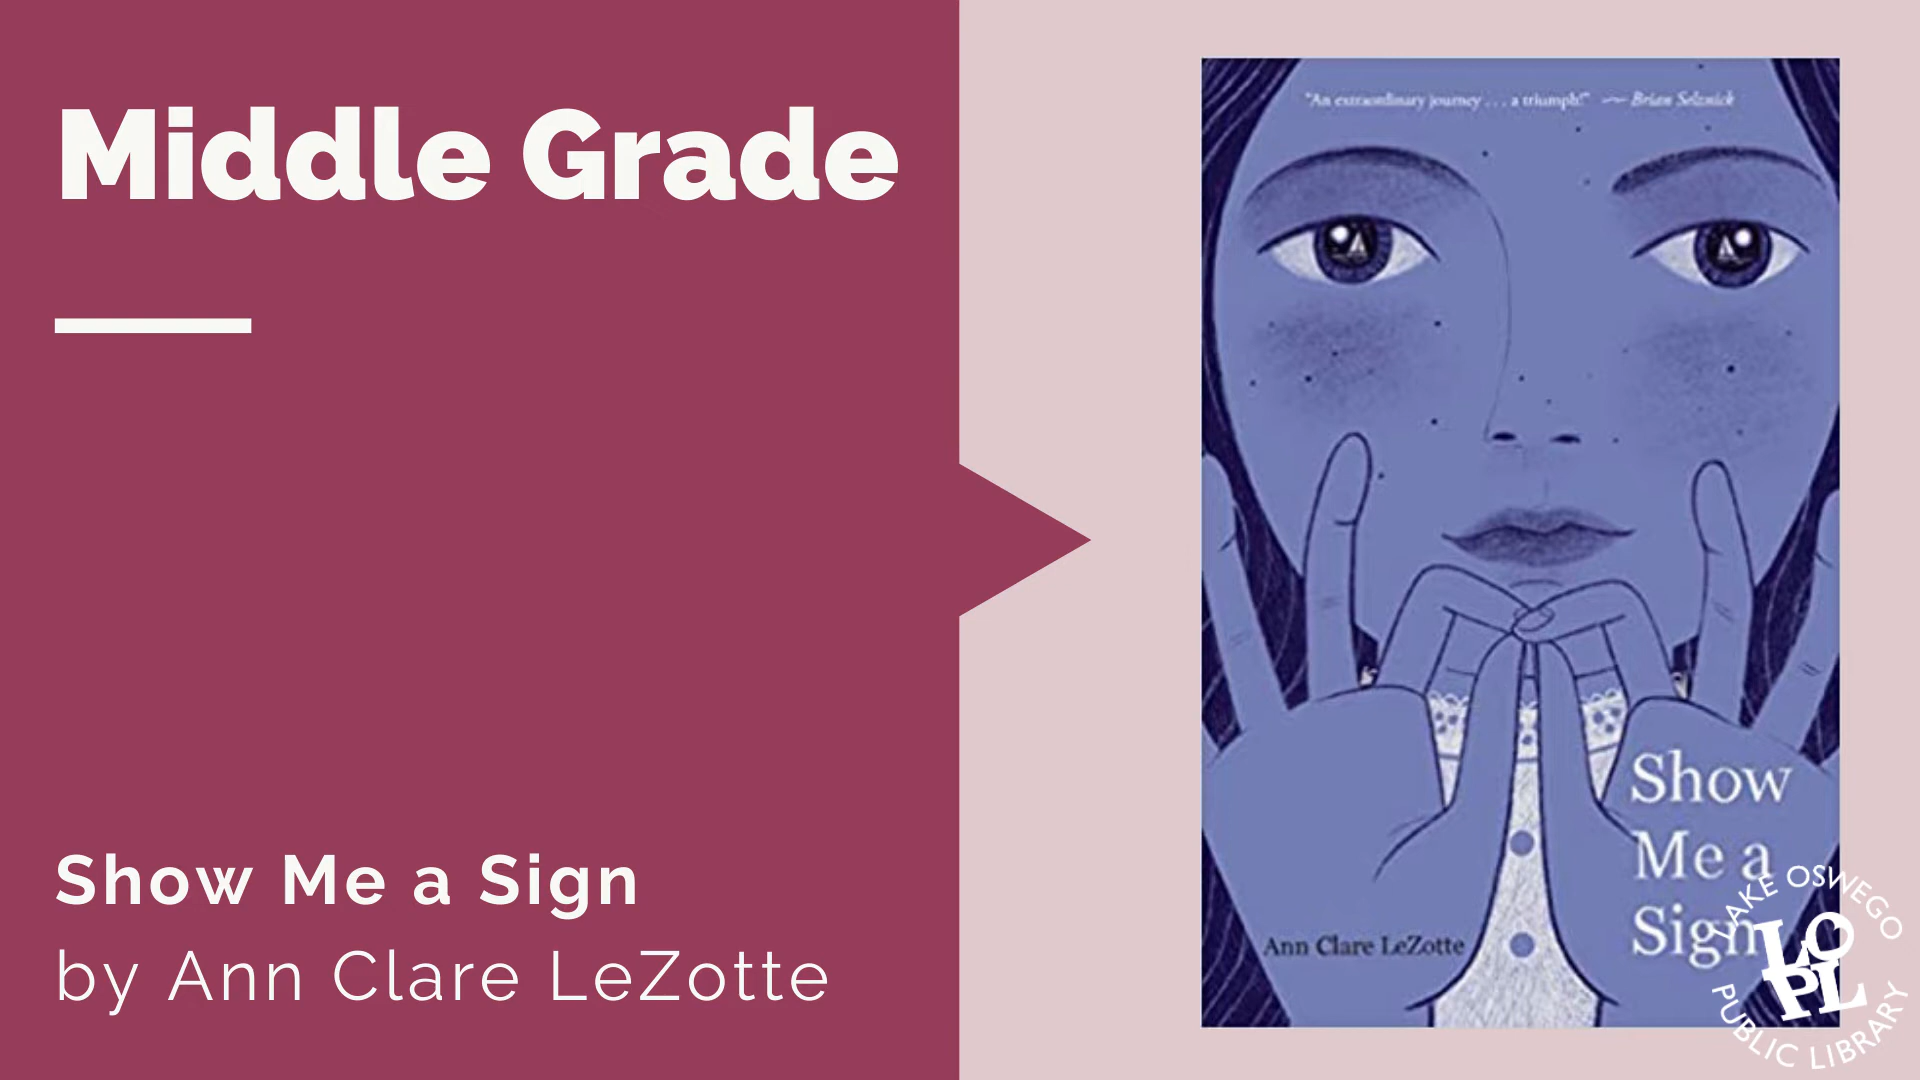 Middle Grade
Show Me a Sign
by Ann Clare LeZotte
"An extraordinary journey . . . a triumph!" — Brian Selznick
Show
Me a
Sign
Ann Clare LeZotte
LAKE OSWEGO
LOPL
PUBLIC LIBRARY